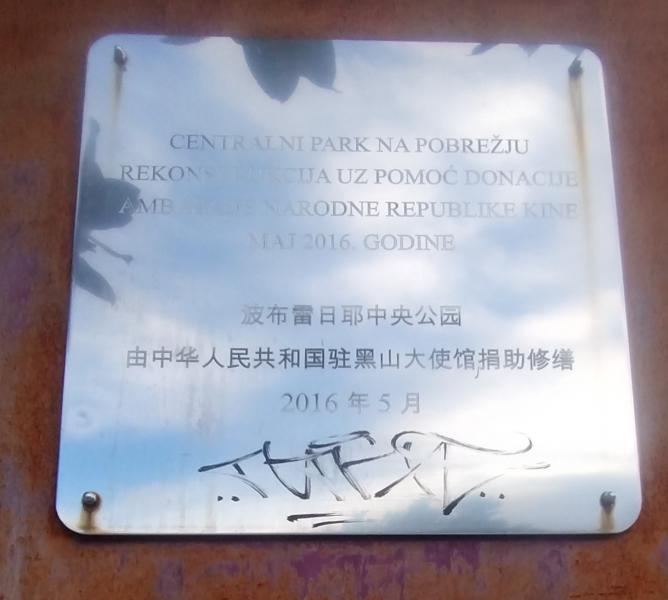 CENTRALNI PARK NA POBREŽJU
REKONSTRUKCIJA UZ POMOĆ DONACIJE
AMBASADE NARODNE REPUBLIKE KINE
MAJ 2016. GODINE
波布雷日耶中央公园
由中华人民共和国驻黑山大使馆捐助修缮
2016 年 5 月